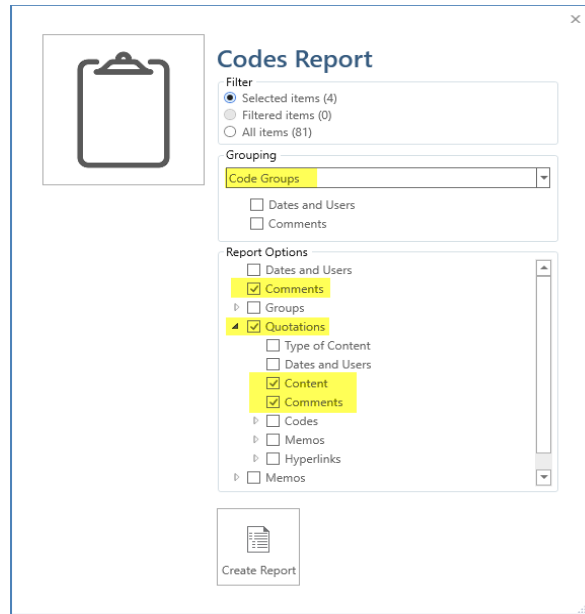 Codes Report
Filter
Selected items (4)
Filtered items (0)
All items (81)
Grouping
Code Groups
Dates and Users
Comments
Report Options
Dates and Users
Comments
Groups
Quotations
Type of Content
Dates and Users
Content
Comments
Codes
Memos
Hyperlinks
Memos
Create Report